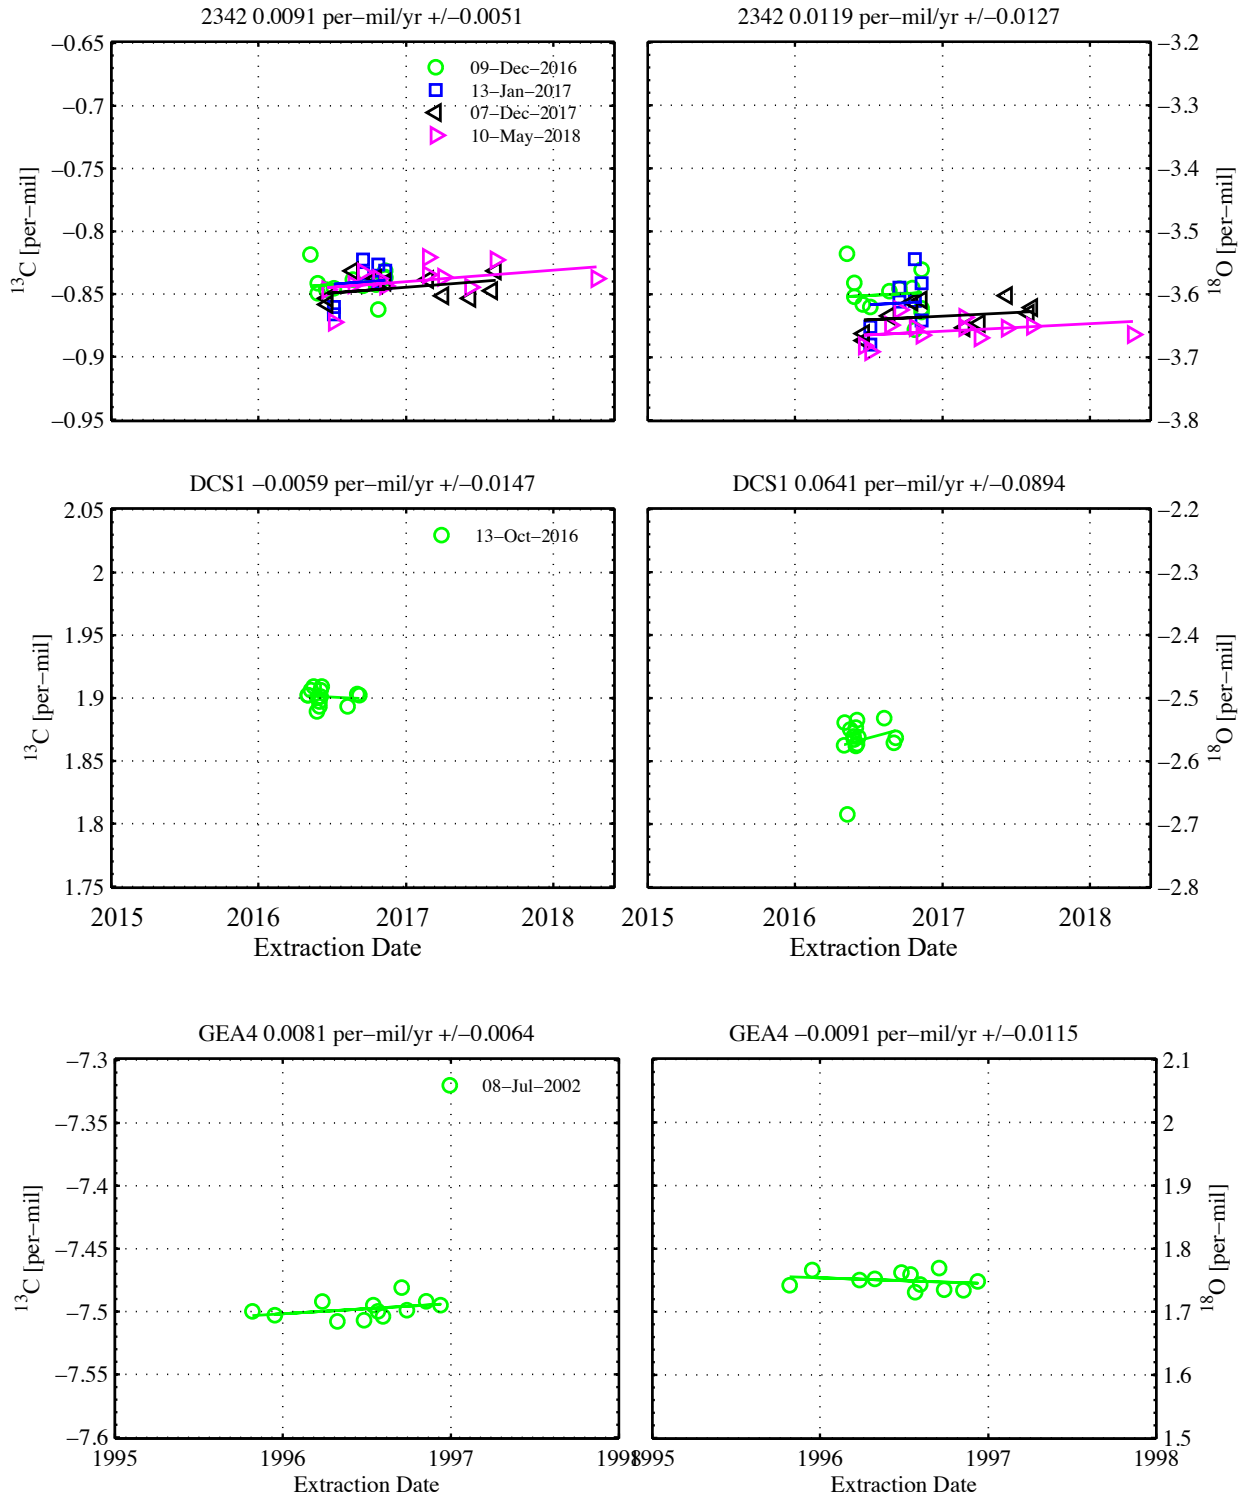 2342 0.0091 per−mil/yr +/−0.0051
2342 0.0119 per−mil/yr +/−0.0127
−0.65
−0.7
−0.75
−0.8
−0.85
−0.9
−0.95
13C [per−mil]
09−Dec−2016
13−Jan−2017
07−Dec−2017
10−May−2018
−3.2
−3.3
−3.4
−3.5
−3.6
−3.7
−3.8
18O [per−mil]
DCS1 −0.0059 per−mil/yr +/−0.0147
DCS1 0.0641 per−mil/yr +/−0.0894
2.05
2
1.95
1.9
1.85
1.8
1.75
13C [per−mil]
13−Oct−2016
−2.2
−2.3
−2.4
−2.5
−2.6
−2.7
−2.8
18O [per−mil]
2015 2016 2017 2018
2015 2016 2017 2018
Extraction Date
Extraction Date
GEA4 0.0081 per−mil/yr +/−0.0064
GEA4 −0.0091 per−mil/yr +/−0.0115
−7.3
−7.35
−7.4
−7.45
−7.5
−7.55
−7.6
13C [per−mil]
08−Jul−2002
2.1
2
1.9
1.8
1.7
1.6
1.5
18O [per−mil]
1995 1996 1997 1998
1995 1996 1997 1998
Extraction Date
Extraction Date